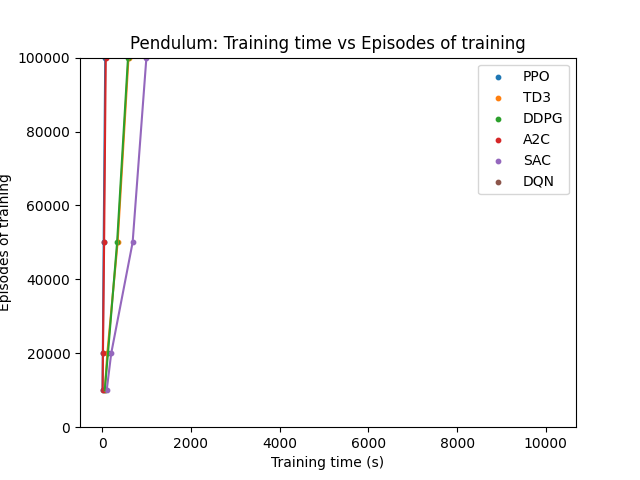 Pendulum: Training time vs Episodes of training
Episodes of training
100000
80000
60000
40000
20000
0
0 2000 4000 6000 8000 10000
Training time (s)
PPO
TD3
DDPG
A2C
SAC
DQN